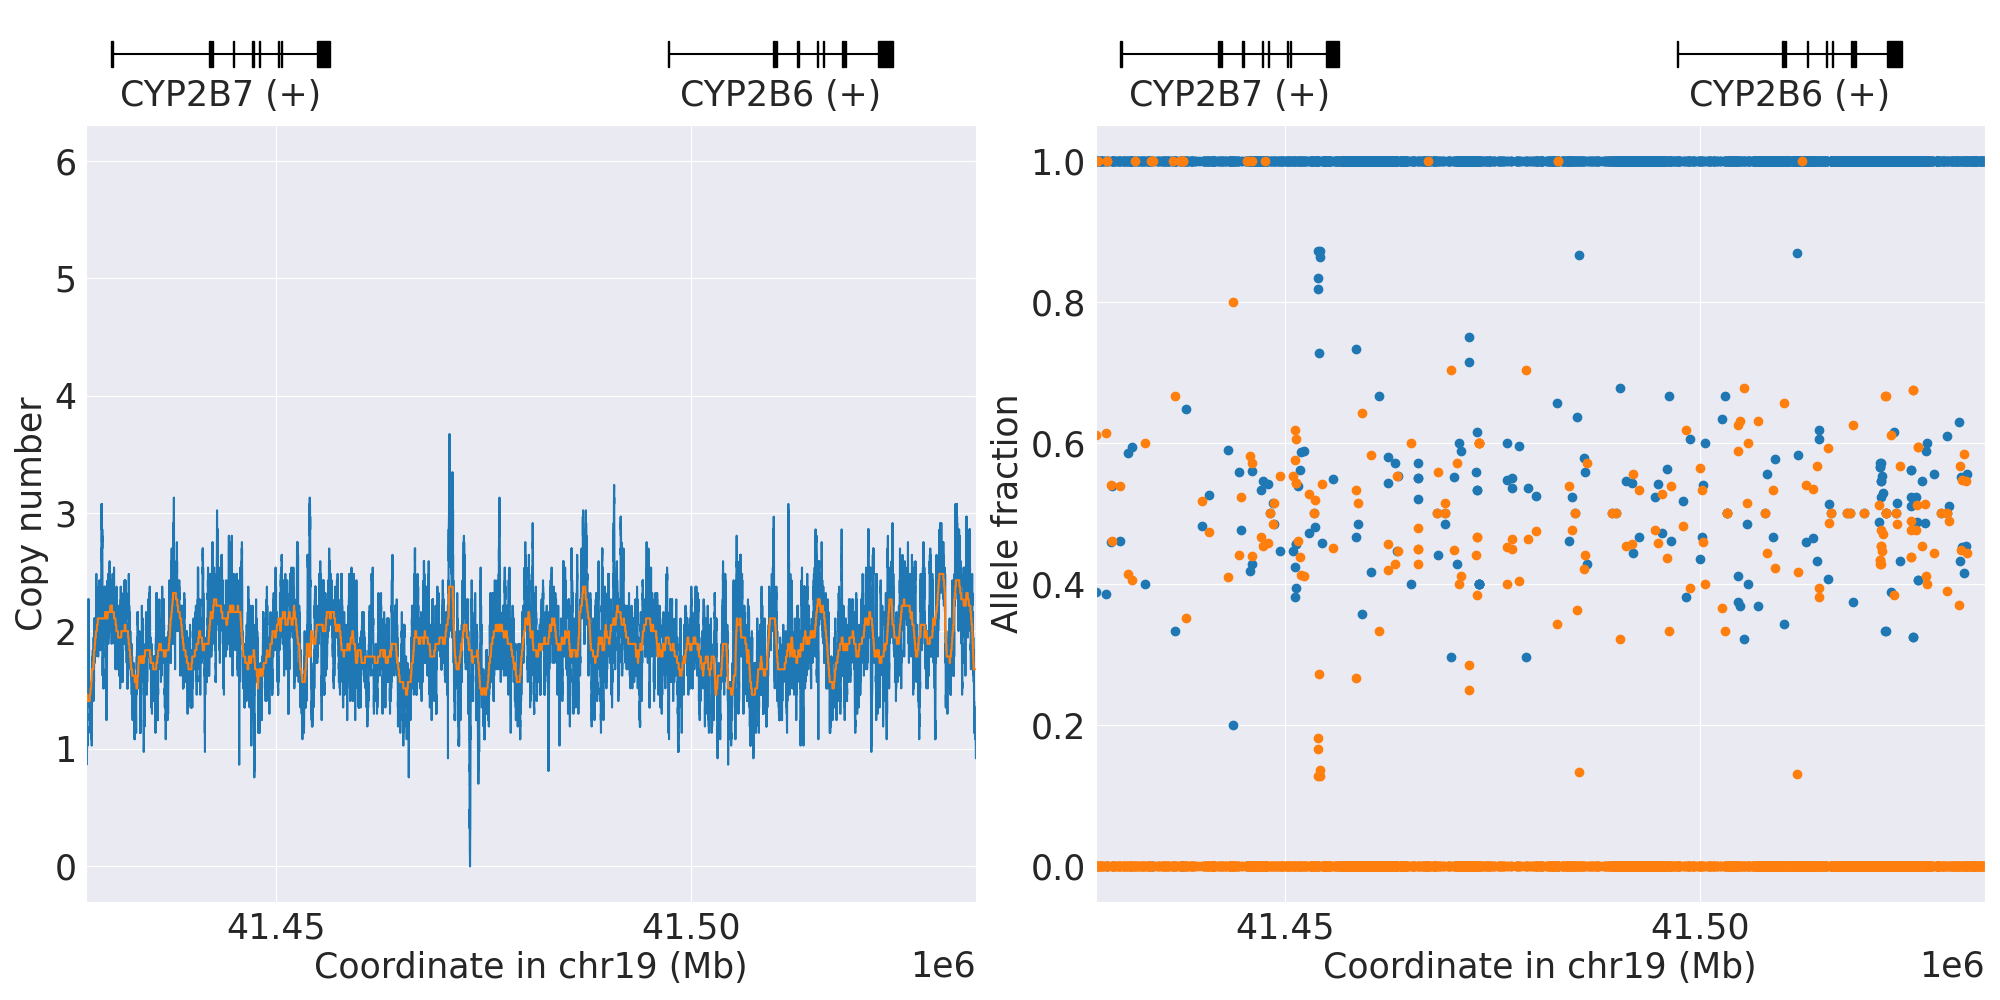 CYP2B7 (+)
CYP2B6 (+)
Copy number
6
5
4
3
2
1
0
41.45
41.50
Coordinate in chr19 (Mb)
1e6
CYP2B7 (+)
CYP2B6 (+)
Allele fraction
1.0
0.8
0.6
0.4
0.2
0.0
41.45
41.50
Coordinate in chr19 (Mb)
1e6